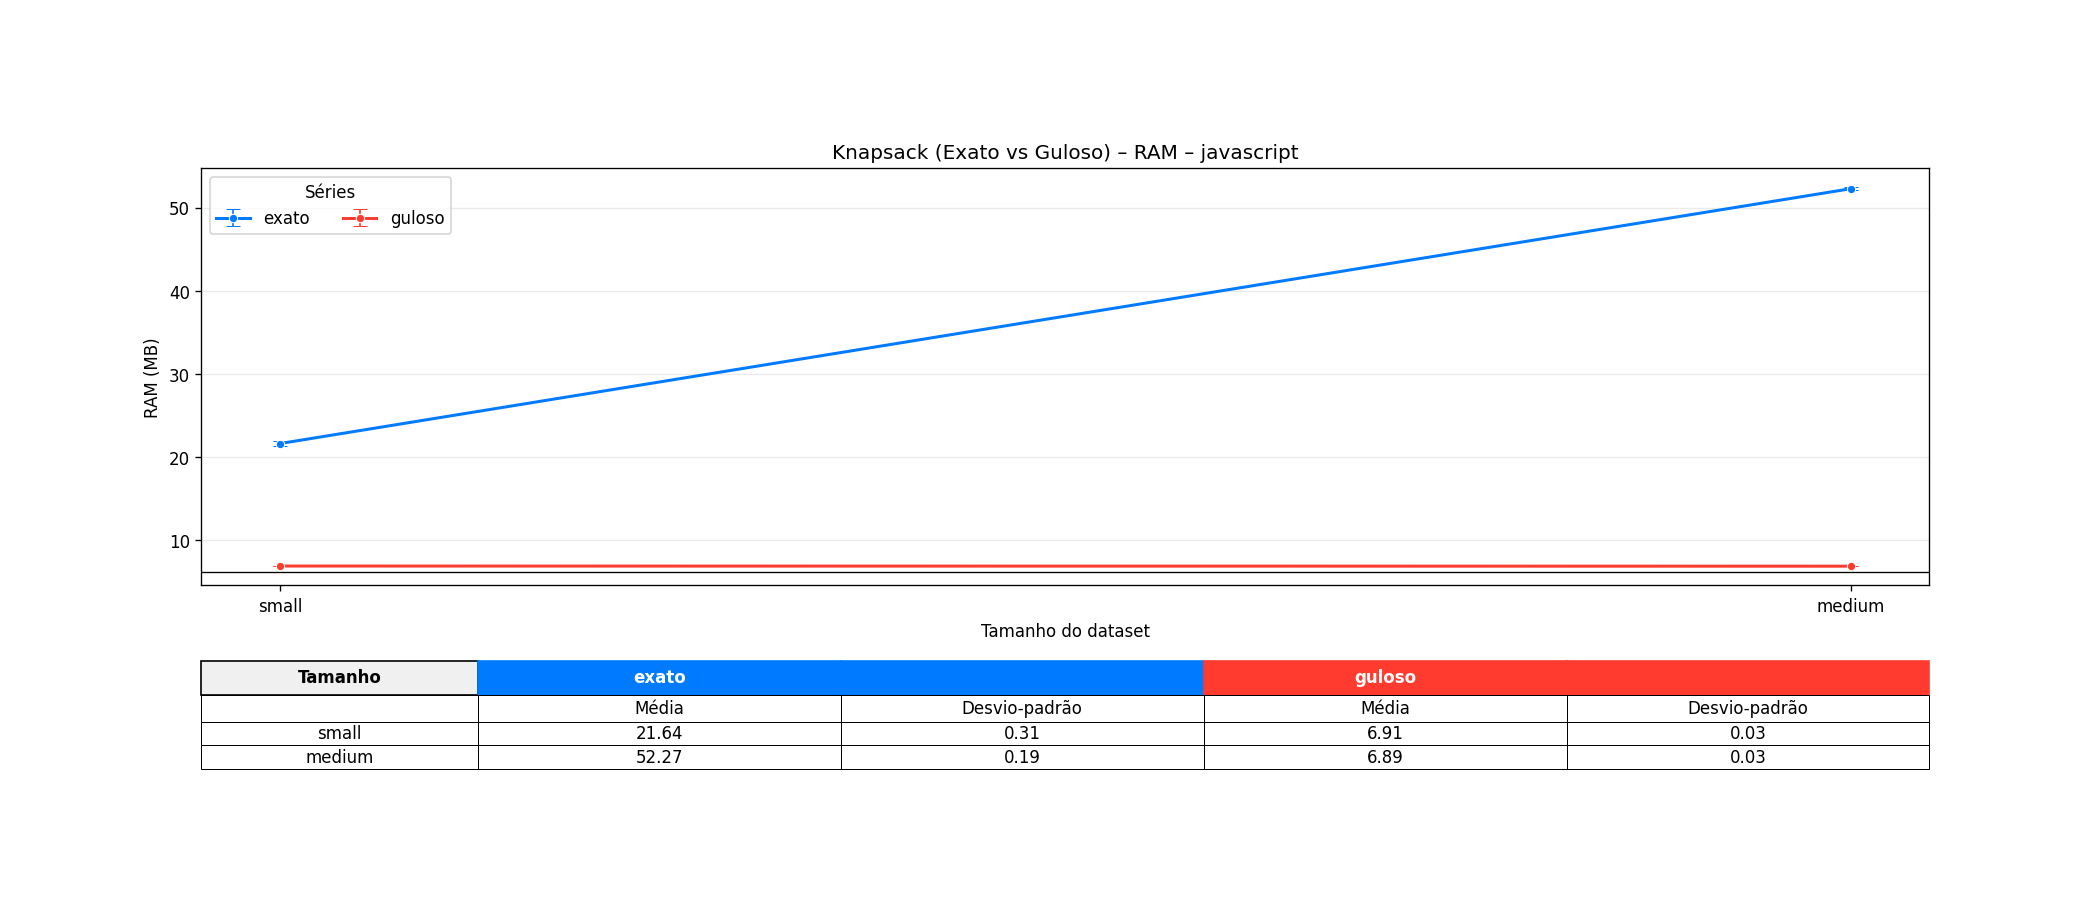 Knapsack (Exato vs Guloso) – RAM – javascript
Séries
exato guloso
50
40
30
20
10
RAM (MB)
small medium
Tamanho do dataset
Tamanho exato guloso
Média Desvio-padrão Média Desvio-padrão
small 21.64 0.31 6.91 0.03
medium 52.27 0.19 6.89 0.03